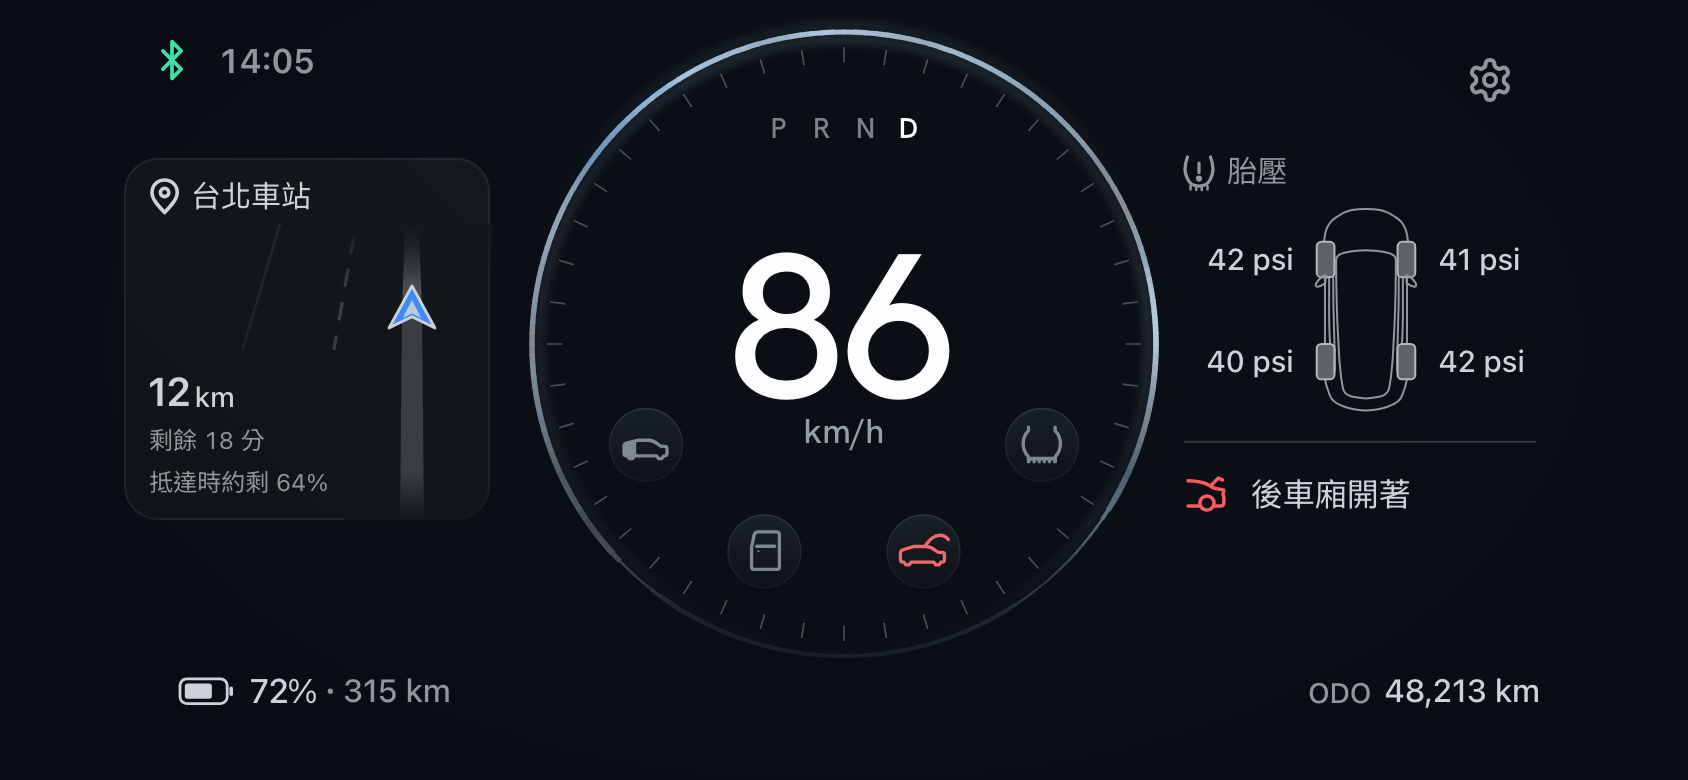 14:05
台北車站
12 km
剩餘 18 分
抵達時約剩 64%
72% · 315 km
P R N D
86
km/h
胎壓
42 psi 41 psi
40 psi 42 psi
後車廂開著
ODO 48,213 km